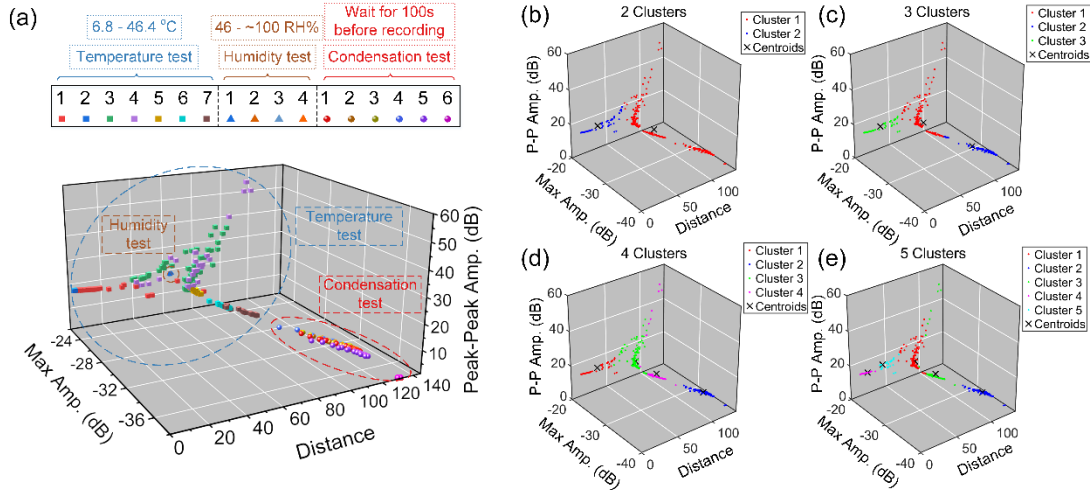 (a)
6.8 - 46.4 °C
46 - ~100 RH%
Wait for 100s
before recording
Temperature test
Humidity test
Condensation test
1 2 3 4 5 6 7 1 2 3 4 1 2 3 4 5 6
Humidity
test
Temperature
test
Condensation
test
60
50
40
30
20
10
Peak-Peak Amp. (dB)
-24
-28
-32
-36
Max Amp. (dB)
0 20 40 60 80 100 120 140
Distance
(b)
2 Clusters
Cluster 1
Cluster 2
Centroids
60
40
20
0
P-P Amp. (dB)
-30
-40
Max Amp. (dB)
0 50 100
Distance
(c)
3 Clusters
Cluster 1
Cluster 2
Cluster 3
Centroids
60
40
20
0
P-P Amp. (dB)
-30
-40
Max Amp. (dB)
0 50 100
Distance
(d)
4 Clusters
Cluster 1
Cluster 2
Cluster 3
Cluster 4
Centroids
60
40
20
0
P-P Amp. (dB)
-30
-40
Max Amp. (dB)
0 50 100
Distance
(e)
5 Clusters
Cluster 1
Cluster 2
Cluster 3
Cluster 4
Cluster 5
Centroids
60
40
20
0
P-P Amp. (dB)
-30
-40
Max Amp. (dB)
0 50 100
Distance